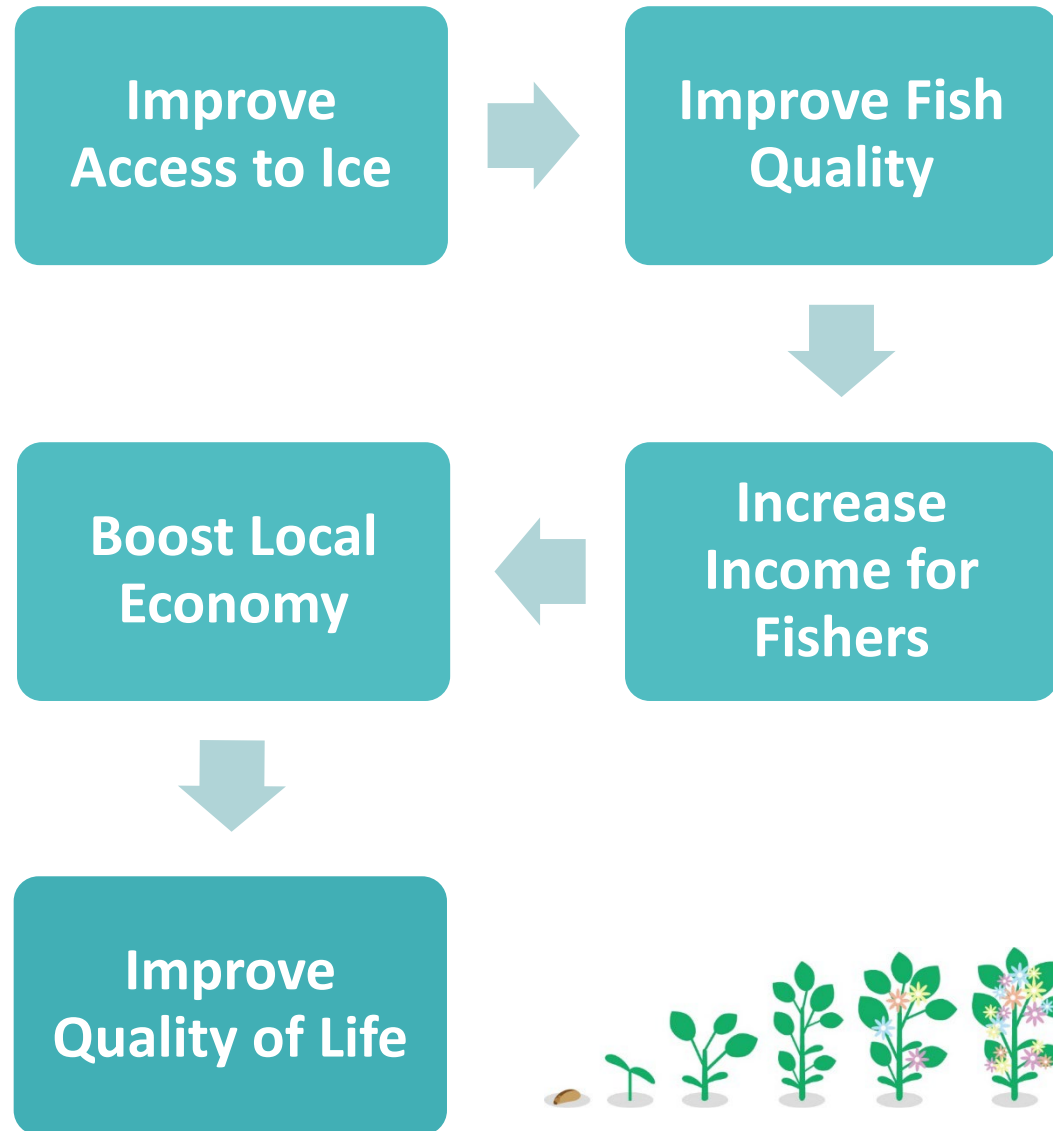 Improve
Access to Ice
Improve Fish
Quality
Increase
Income for
Fishers
Boost Local
Economy
Improve
Quality of Life